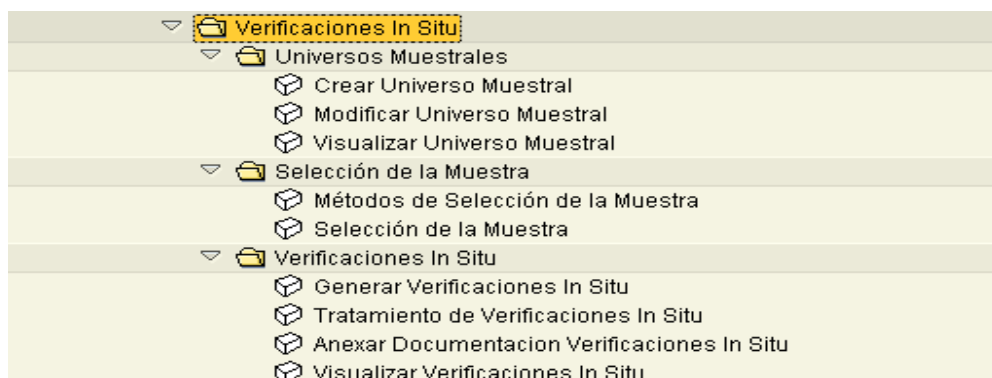 Verificaciones In Situ
Universos Muestrales
Crear Universo Muestral
Modificar Universo Muestral
Visualizar Universo Muestral
Selección de la Muestra
Métodos de Selección de la Muestra
Selección de la Muestra
Verificaciones In Situ
Generar Verificaciones In Situ
Tratamiento de Verificaciones In Situ
Anexar Documentacion Verificaciones In Situ
Visualizar Verificaciones In Situ